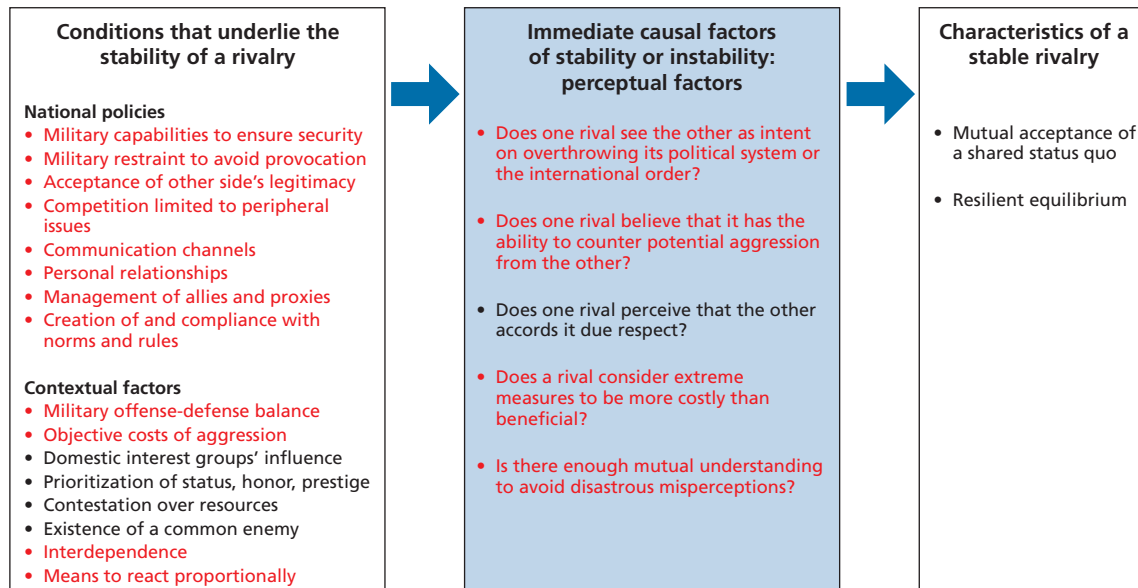 Conditions that underlie the
stability of a rivalry
National policies
• Military capabilities to ensure security
• Military restraint to avoid provocation
• Acceptance of other side's legitimacy
• Competition limited to peripheral
issues
• Communication channels
• Personal relationships
• Management of allies and proxies
• Creation of and compliance with
norms and rules
Contextual factors
• Military offense-defense balance
• Objective costs of aggression
• Domestic interest groups' influence
• Prioritization of status, honor, prestige
• Contestation over resources
• Existence of a common enemy
• Interdependence
• Means to react proportionally
Immediate causal factors
of stability or instability:
perceptual factors
• Does one rival see the other as intent
on overthrowing its political system or
the international order?
• Does one rival believe that it has the
ability to counter potential aggression
from the other?
• Does one rival perceive that the other
accords it due respect?
• Does a rival consider extreme
measures to be more costly than
beneficial?
• Is there enough mutual understanding
to avoid disastrous misperceptions?
Characteristics of a
stable rivalry
• Mutual acceptance of
a shared status quo
• Resilient equilibrium